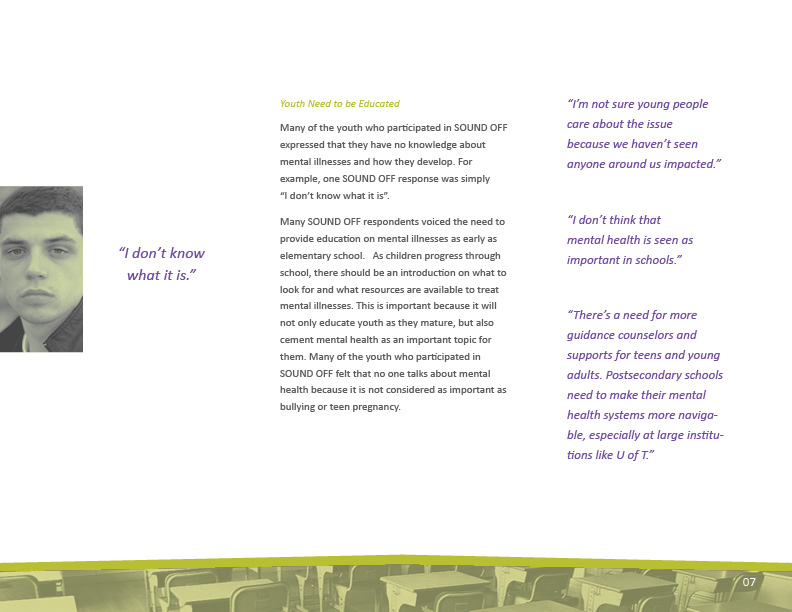 Youth Need to be Educated
Many of the youth who participated in SOUND OFF
expressed that they have no knowledge about
mental illnesses and how they develop. For
example, one SOUND OFF response was simply
“I don’t know what it is”.
Many SOUND OFF respondents voiced the need to
provide education on mental illnesses as early as
elementary school.   As children progress through
school, there should be an introduction on what to
look for and what resources are available to treat
mental illnesses. This is important because it will
not only educate youth as they mature, but also
cement mental health as an important topic for
them. Many of the youth who participated in
SOUND OFF felt that no one talks about mental
health because it is not considered as important as
bullying or teen pregnancy.
“I don’t know
what it is.”
“I’m not sure young people
care about the issue
because we haven’t seen
anyone around us impacted.”
“I don’t think that
mental health is seen as
important in schools.”
“There’s a need for more
guidance counselors and
supports for teens and young
adults. Postsecondary schools
need to make their mental
health systems more naviga-
ble, especially at large institu-
tions like U of T.”
07